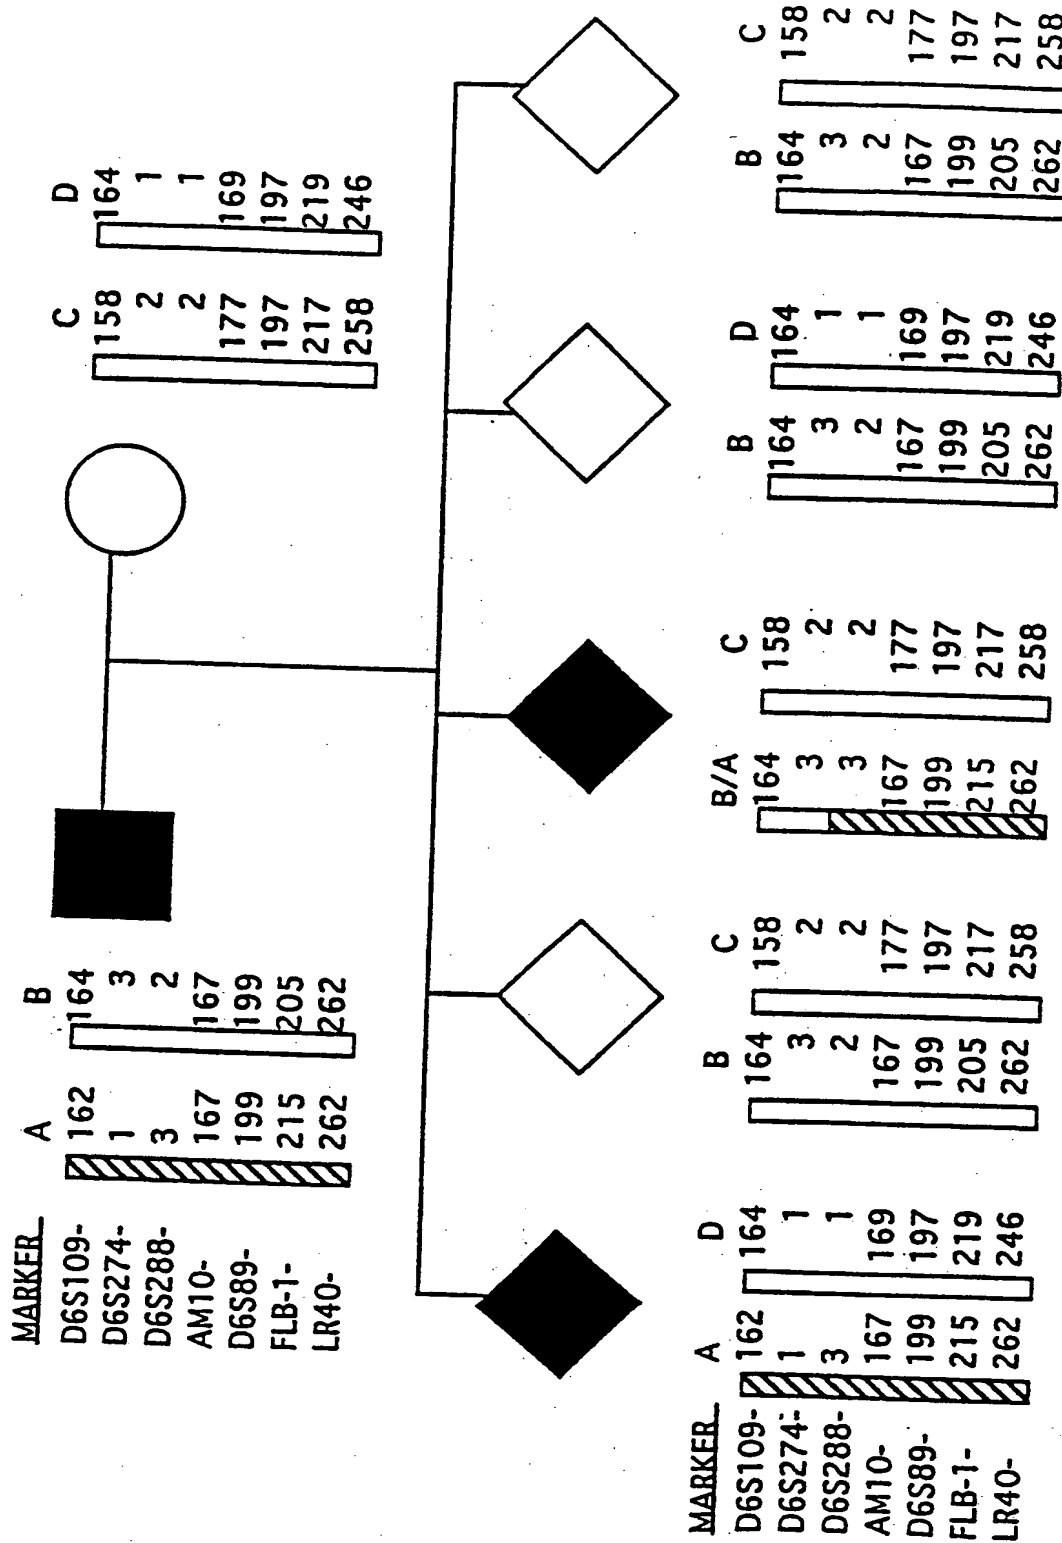 MARKER A B C D
D6S109- 162 164 158 164
D6S274- 1 3 2 1
D6S288- 3 2 2 1
AM10- 167 167 177 169
D6S89- 199 199 197 197
FLB-1- 215 205 217 219
LR40- 262 262 258 246
MARKER A D B C B/A C B D B C
D6S109- 162 164 164 158 164 158 164 164 164 158
D6S274- 1 1 3 2 3 2 3 1 3 2
D6S288- 3 1 2 2 3 2 2 1 2 2
AM10- 167 169 167 177 167 177 167 169 167 177
D6S89- 199 197 199 197 199 197 199 197 199 197
FLB-1- 215 219 205 217 215 217 205 219 205 217
LR40- 262 246 262 258 262 258 262 246 262 258